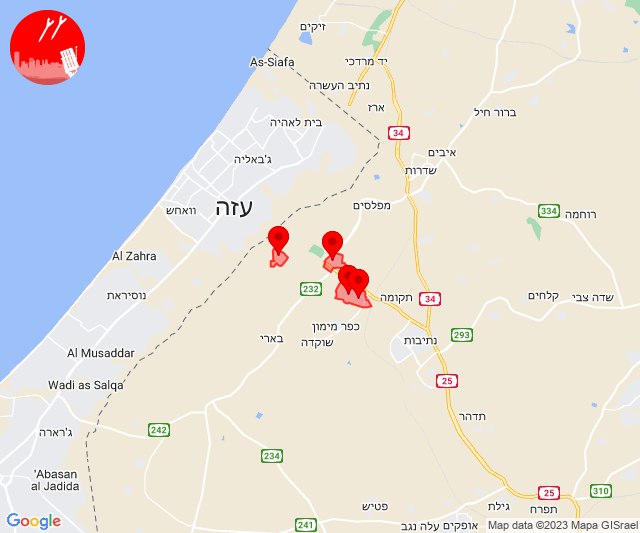 זיקים
As-Siafa
יד מרדכי
נתיב העשרה
ארז
ברור חיל
בית לאהיה
34
ג'באליה
איבים
שדרות
וואחש
עזה
מפלסים
334
רוחמה
Al Zahra
נוסיראת
232
תקומה
34
קלחים
שדה צבי
כפר מימון
שוקדה
בארי
נתיבות
293
Al Musaddar
Wadi as Salqa
25
תדהר
ג'רארה
242
234
'Abasan
al Jadida
פטיש
גילת
25
310
תפרח
241
אופקים
עלה נגב
Google
Map data ©2023 Mapa GISrael